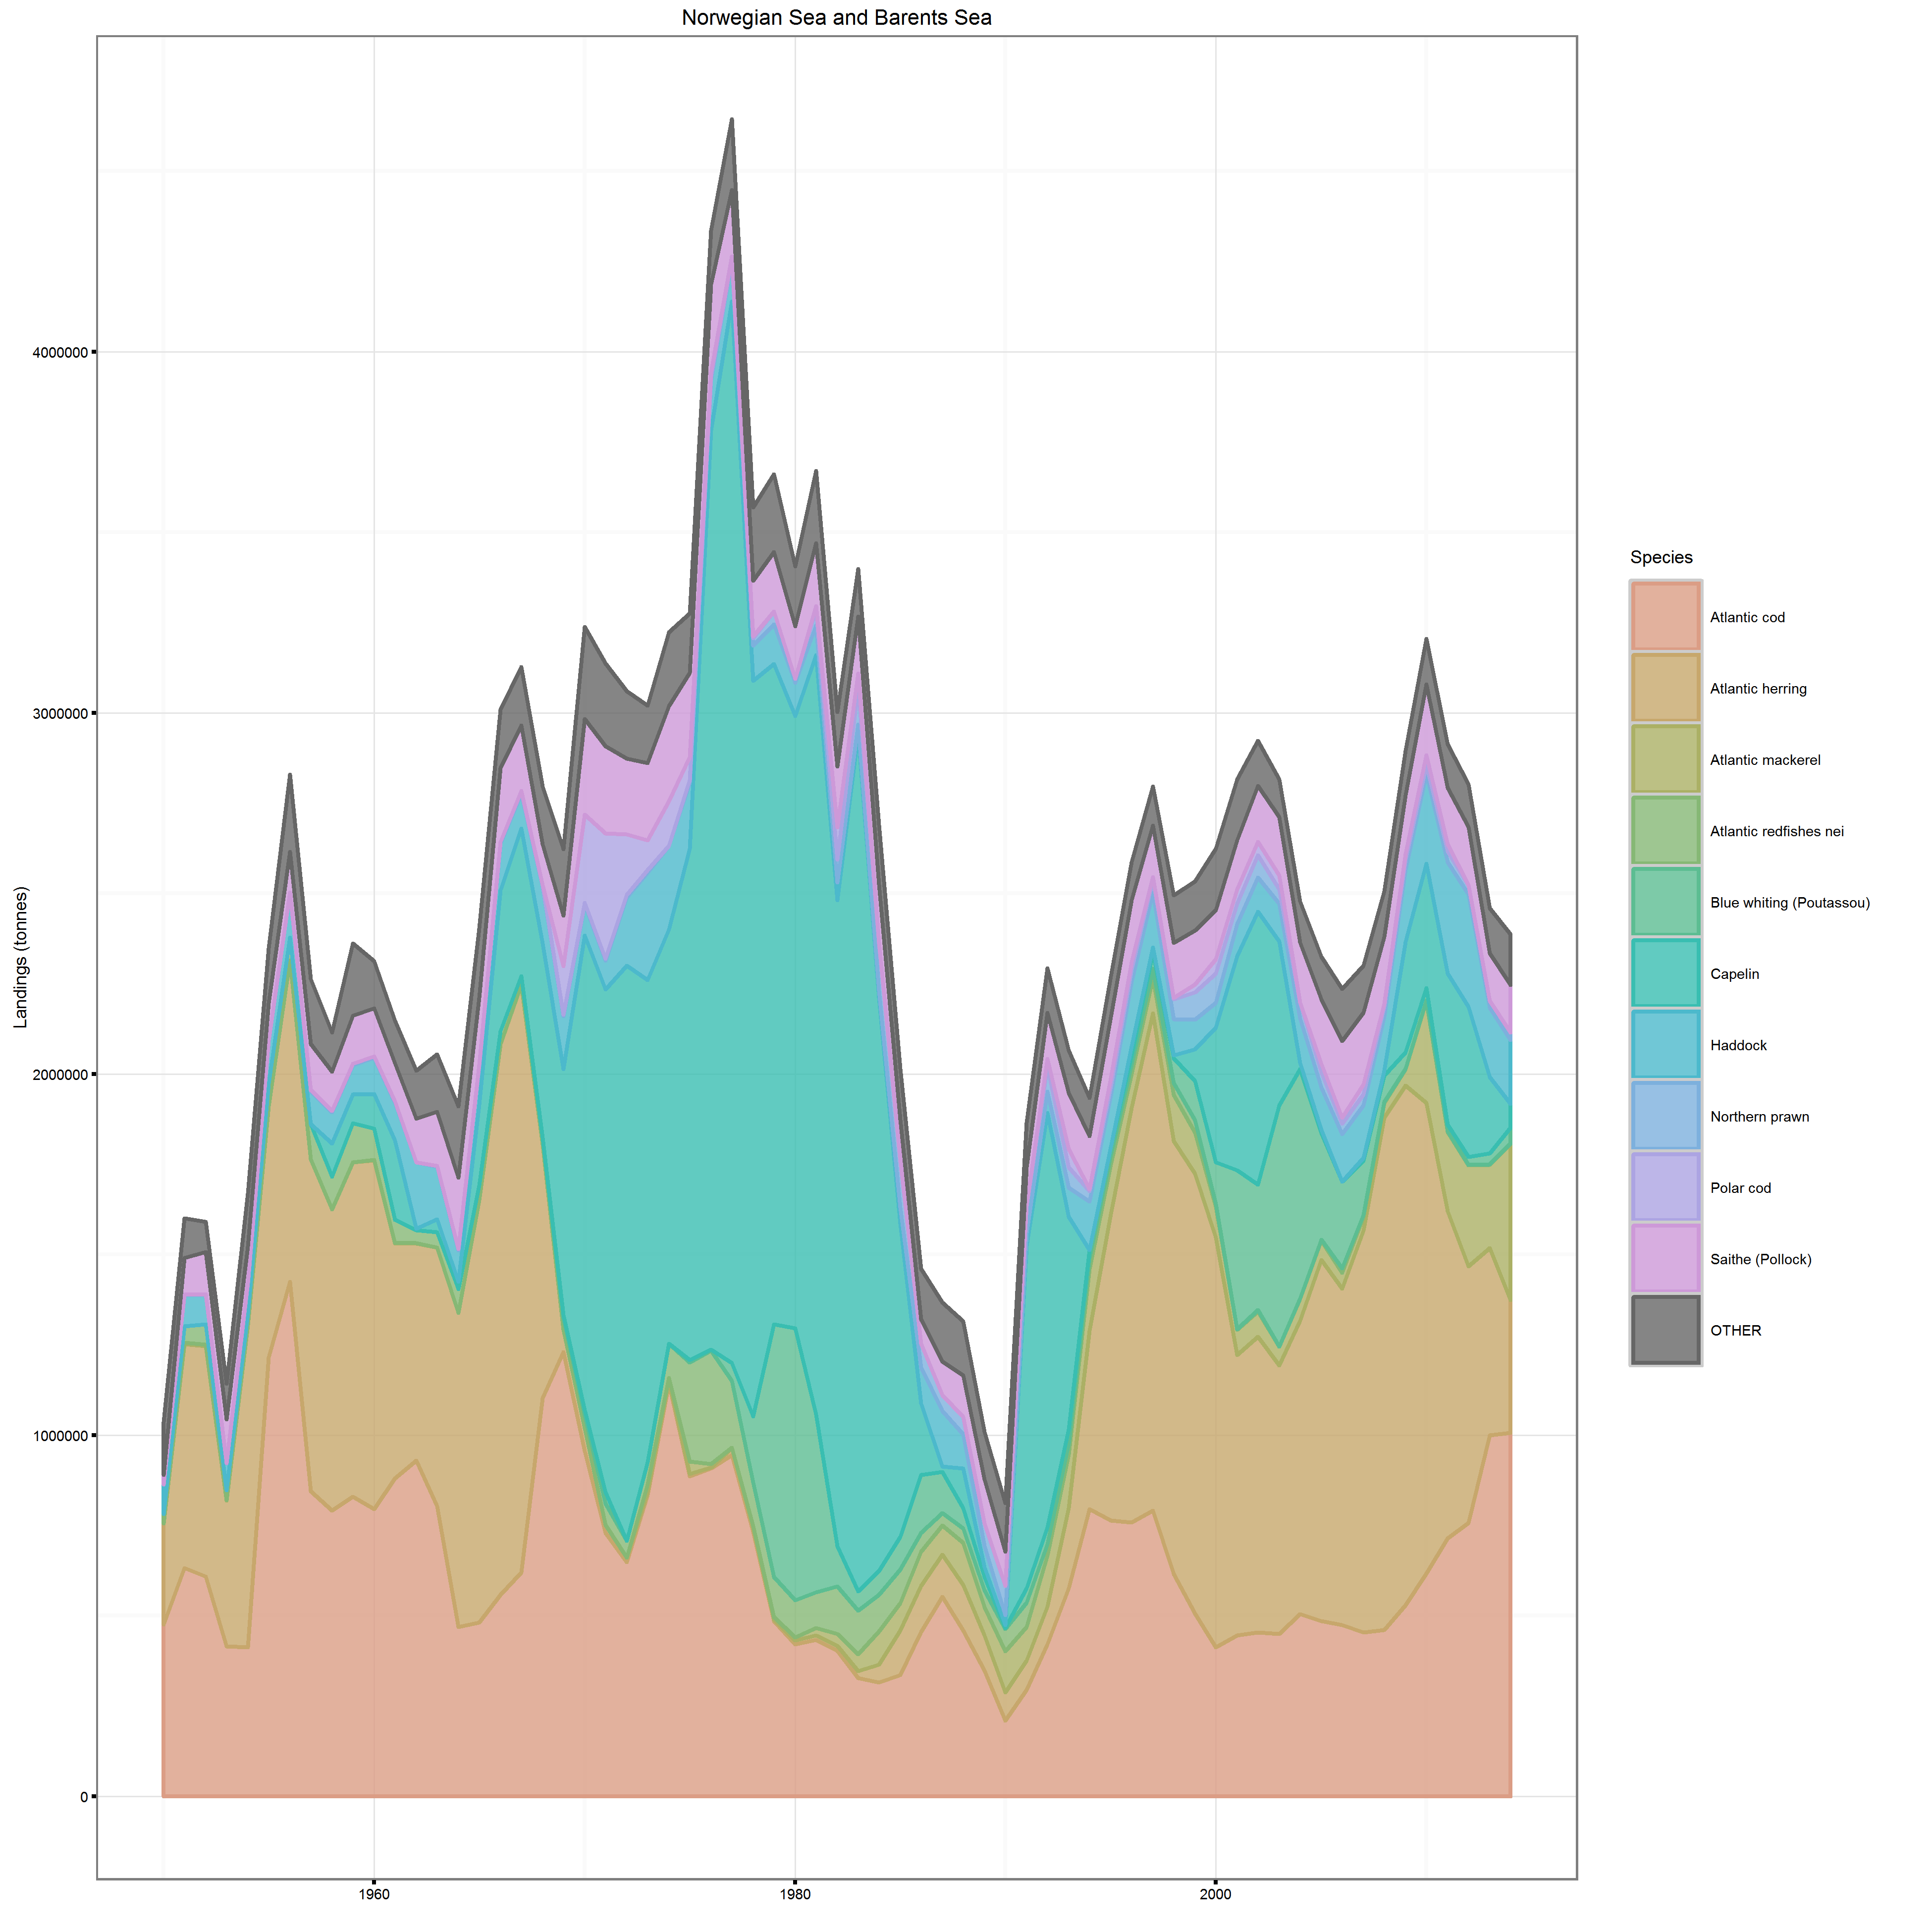 Norwegian Sea and Barents Sea
Landings (tonnes)
4000000
3000000
2000000
1000000
0
1960
1980
2000
Species
Atlantic cod
Atlantic herring
Atlantic mackerel
Atlantic redfishes nei
Blue whiting (Poutassou)
Capelin
Haddock
Northern prawn
Polar cod
Saithe (Pollock)
OTHER